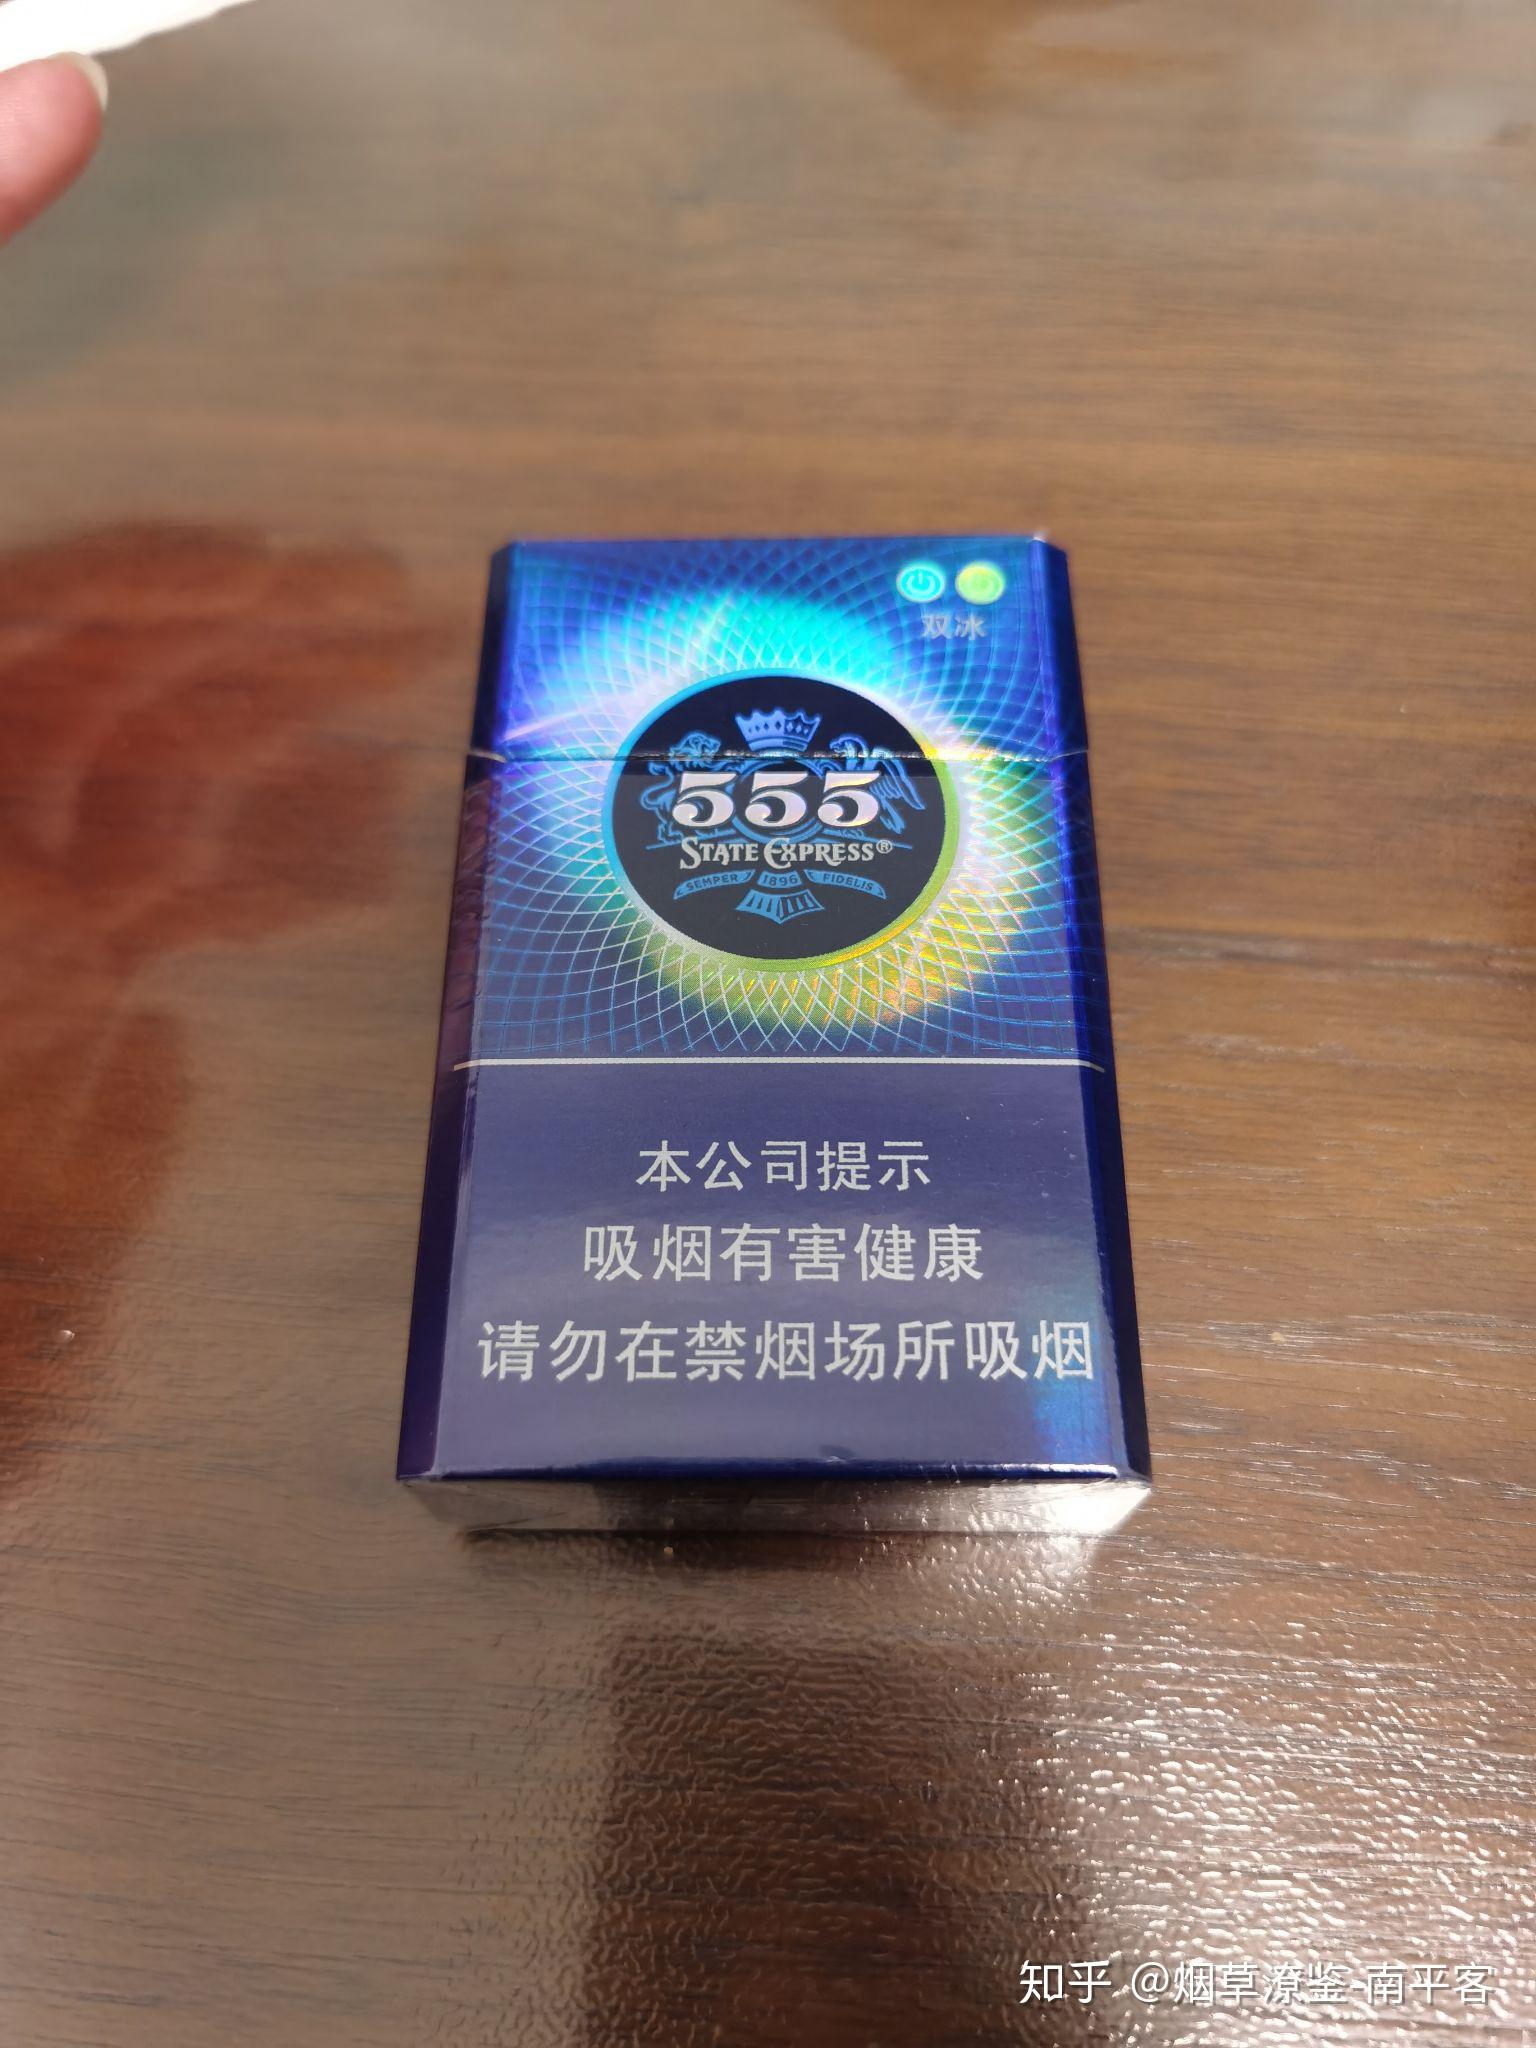 双冰
555
STATE EXPRESS®
SEMPER 1896 FIDELIS
本公司提示
吸烟有害健康
请勿在禁烟场所吸烟
知乎 @烟草潦鉴-南平客